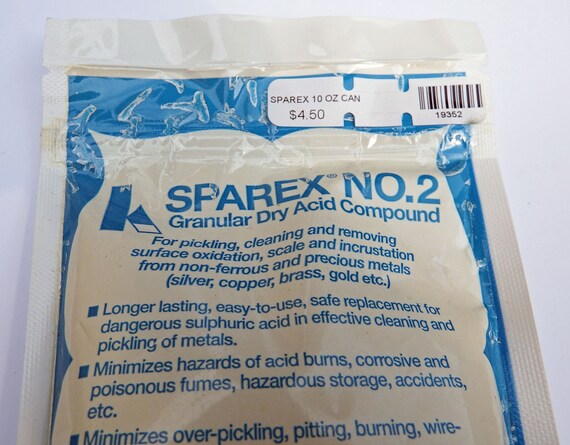 SPAREX 10 OZ CAN
$4.50
19352
SPAREX® NO.2
Granular Dry Acid Compound
For pickling, cleaning and removing
surface oxidation, scale and incrustation
from non-ferrous and precious metals
(silver, copper, brass, gold etc.)
■ Longer lasting, easy-to-use, safe replacement for
dangerous sulphuric acid in effective cleaning and
pickling of metals.
■ Minimizes hazards of acid burns, corrosive and
poisonous fumes, hazardous storage, accidents,
etc.
■ Minimizes over-pickling, pitting, burning, wire-